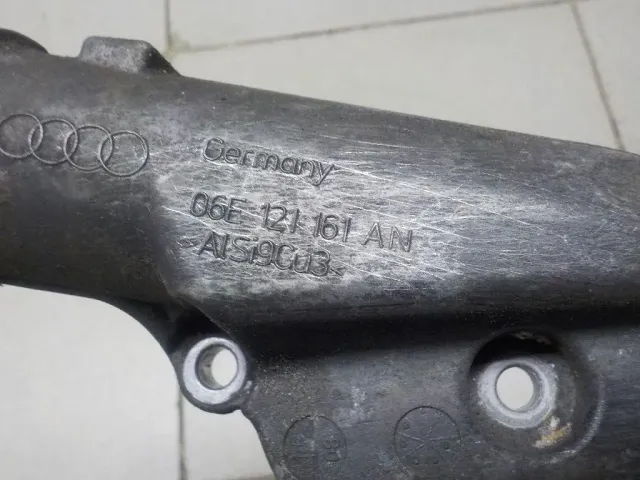 Germany
06E 121 161 AN
>AlSi9Cu3<